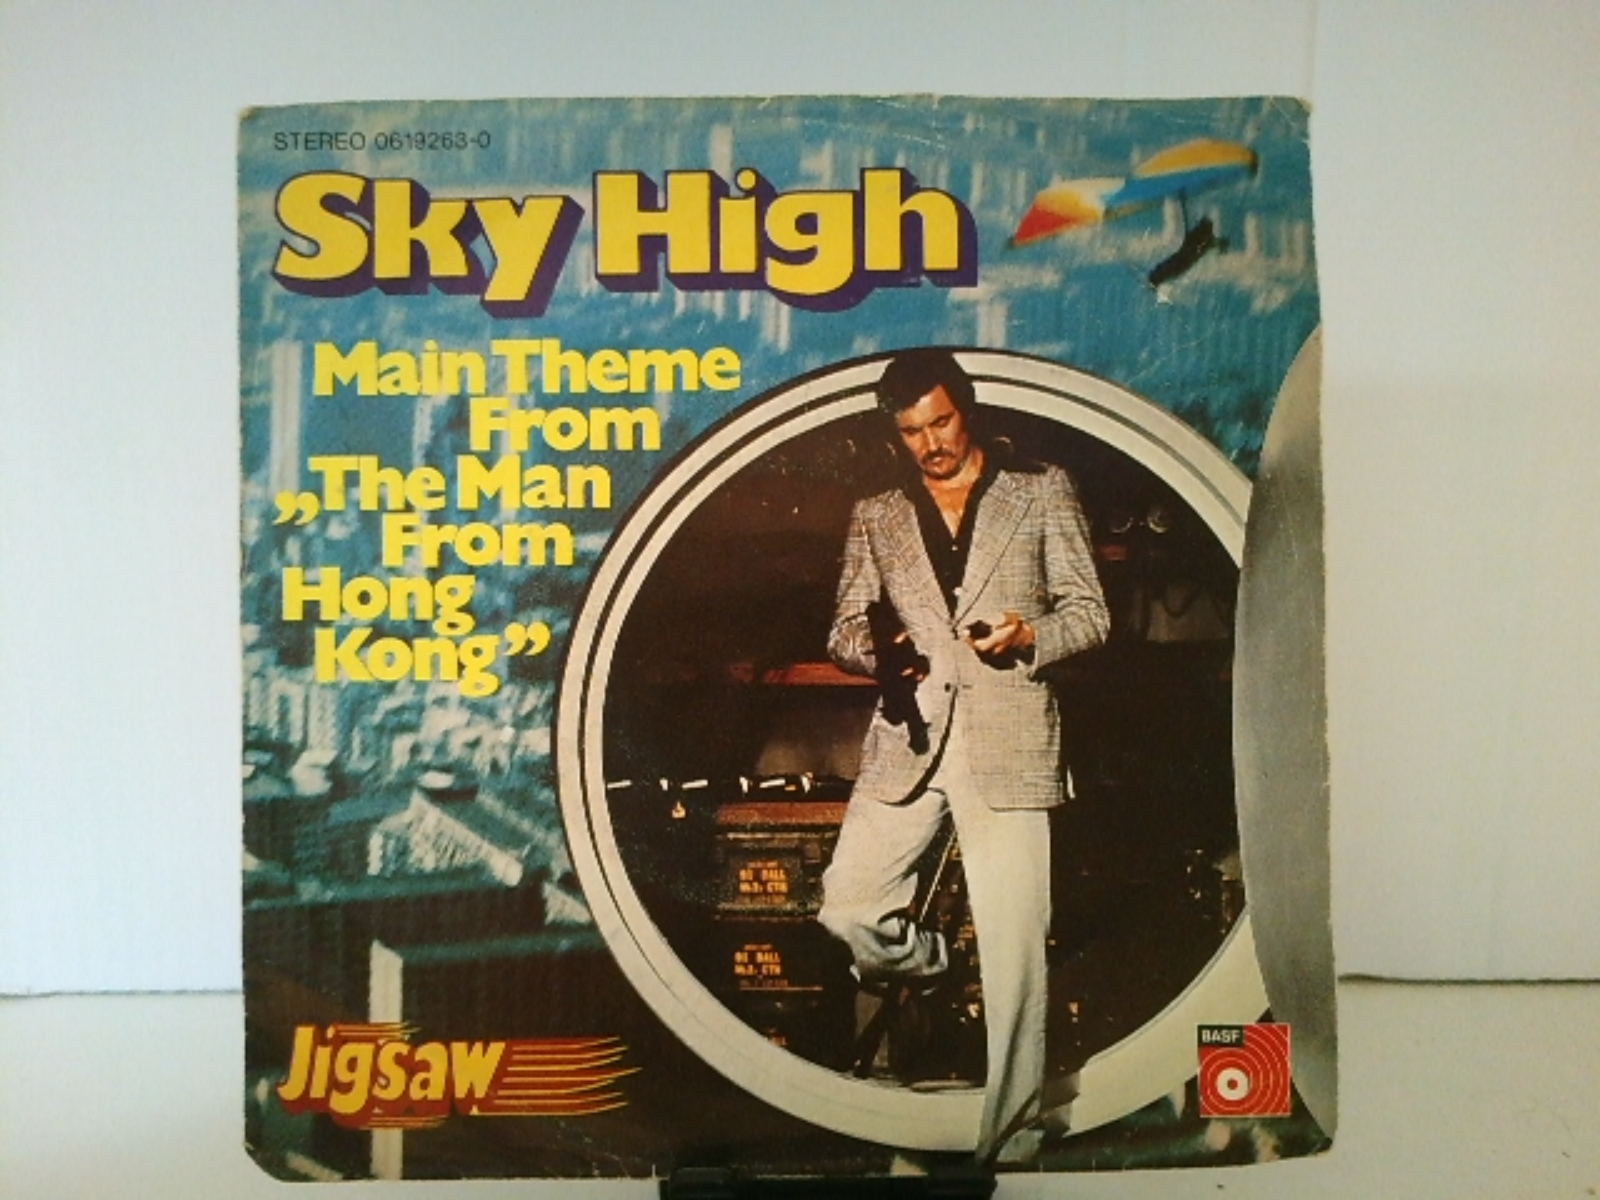 STEREO 0619263-0
Sky High
Main Theme
From
„The Man
From
Hong
Kong”
Jigsaw
BASF